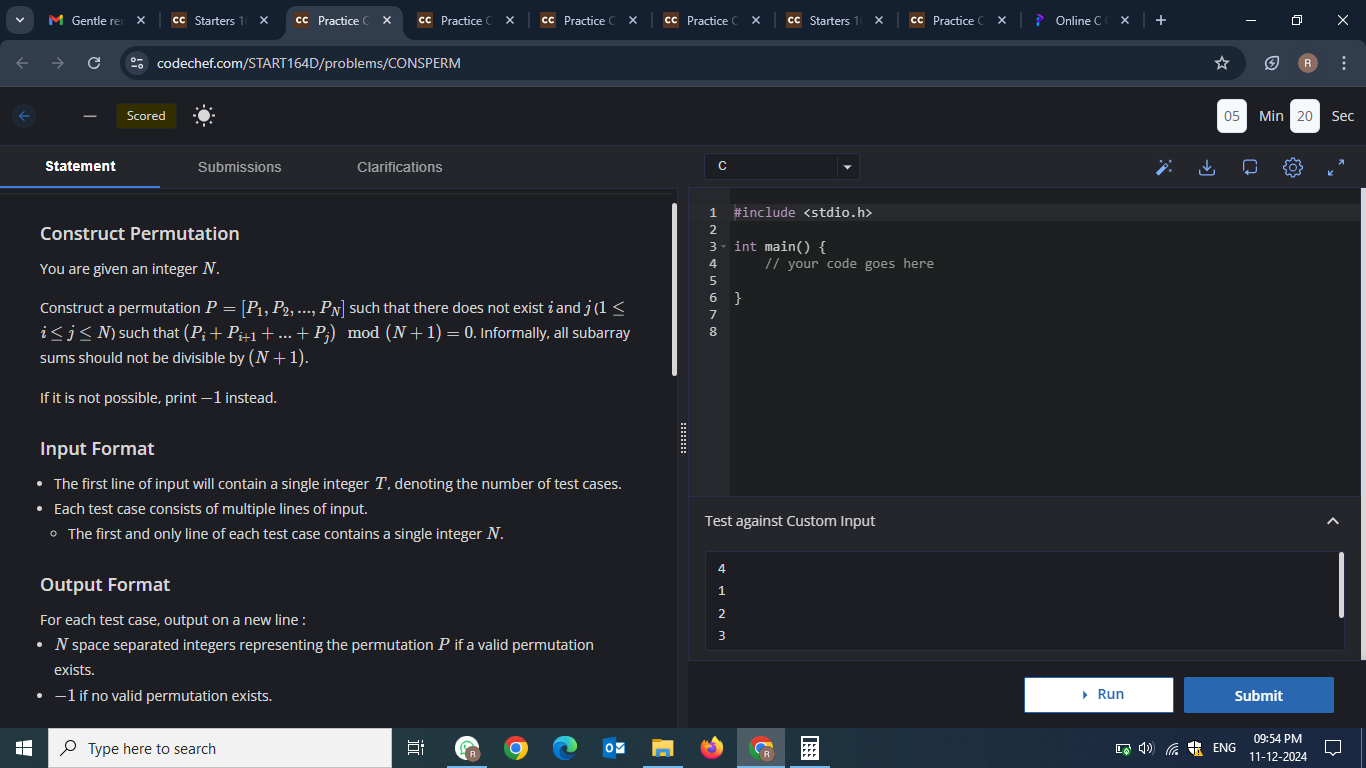 Gentle re
Starters 1
Practice C
Practice C
Practice C
Practice C
Starters 1
Practice C
Online C
codechef.com/START164D/problems/CONSPERM
R
Scored
05 Min 20 Sec
Statement
Submissions
Clarifications
C
Construct Permutation
You are given an integer N.
Construct a permutation P = [P₁, P₂, ..., P_N] such that there does not exist i and j (1 ≤
i ≤ j ≤ N) such that (P_i + P_{i+1} + ... + P_j) mod (N + 1) = 0. Informally, all subarray
sums should not be divisible by (N + 1).
If it is not possible, print −1 instead.
Input Format
• The first line of input will contain a single integer T, denoting the number of test cases.
• Each test case consists of multiple lines of input.
◦ The first and only line of each test case contains a single integer N.
Output Format
For each test case, output on a new line :
• N space separated integers representing the permutation P if a valid permutation
exists.
• −1 if no valid permutation exists.
1 #include <stdio.h>
2
3 int main() {
4 // your code goes here
5
6 }
7
8
Test against Custom Input
4
1
2
3
Run
Submit
Type here to search
ENG
09:54 PM
11-12-2024